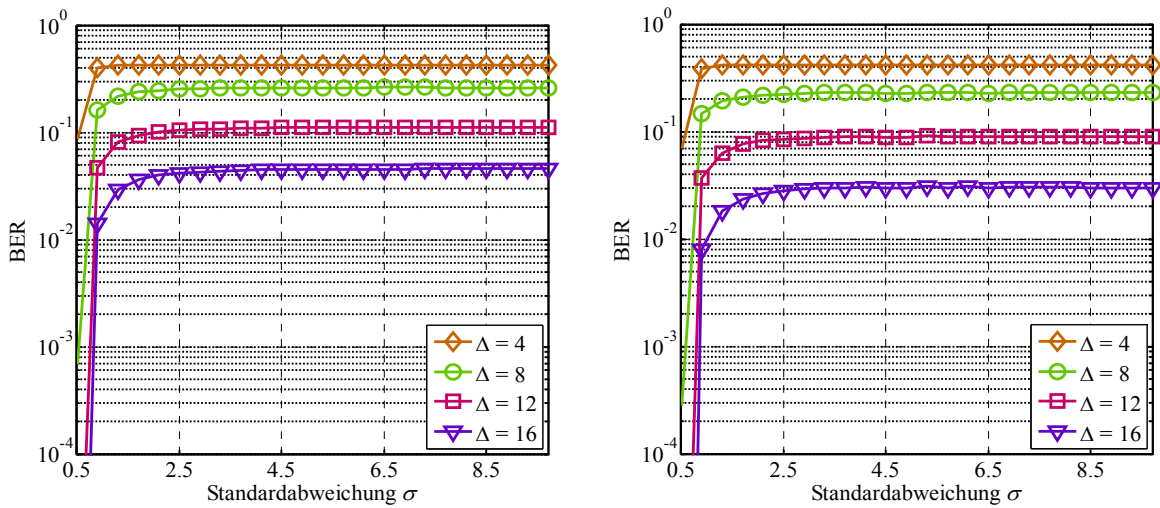 10^0
10^-1
10^-2
10^-3
10^-4
BER
0.5 2.5 4.5 6.5 8.5
Standardabweichung σ
Δ = 4
Δ = 8
Δ = 12
Δ = 16
10^0
10^-1
10^-2
10^-3
10^-4
BER
0.5 2.5 4.5 6.5 8.5
Standardabweichung σ
Δ = 4
Δ = 8
Δ = 12
Δ = 16